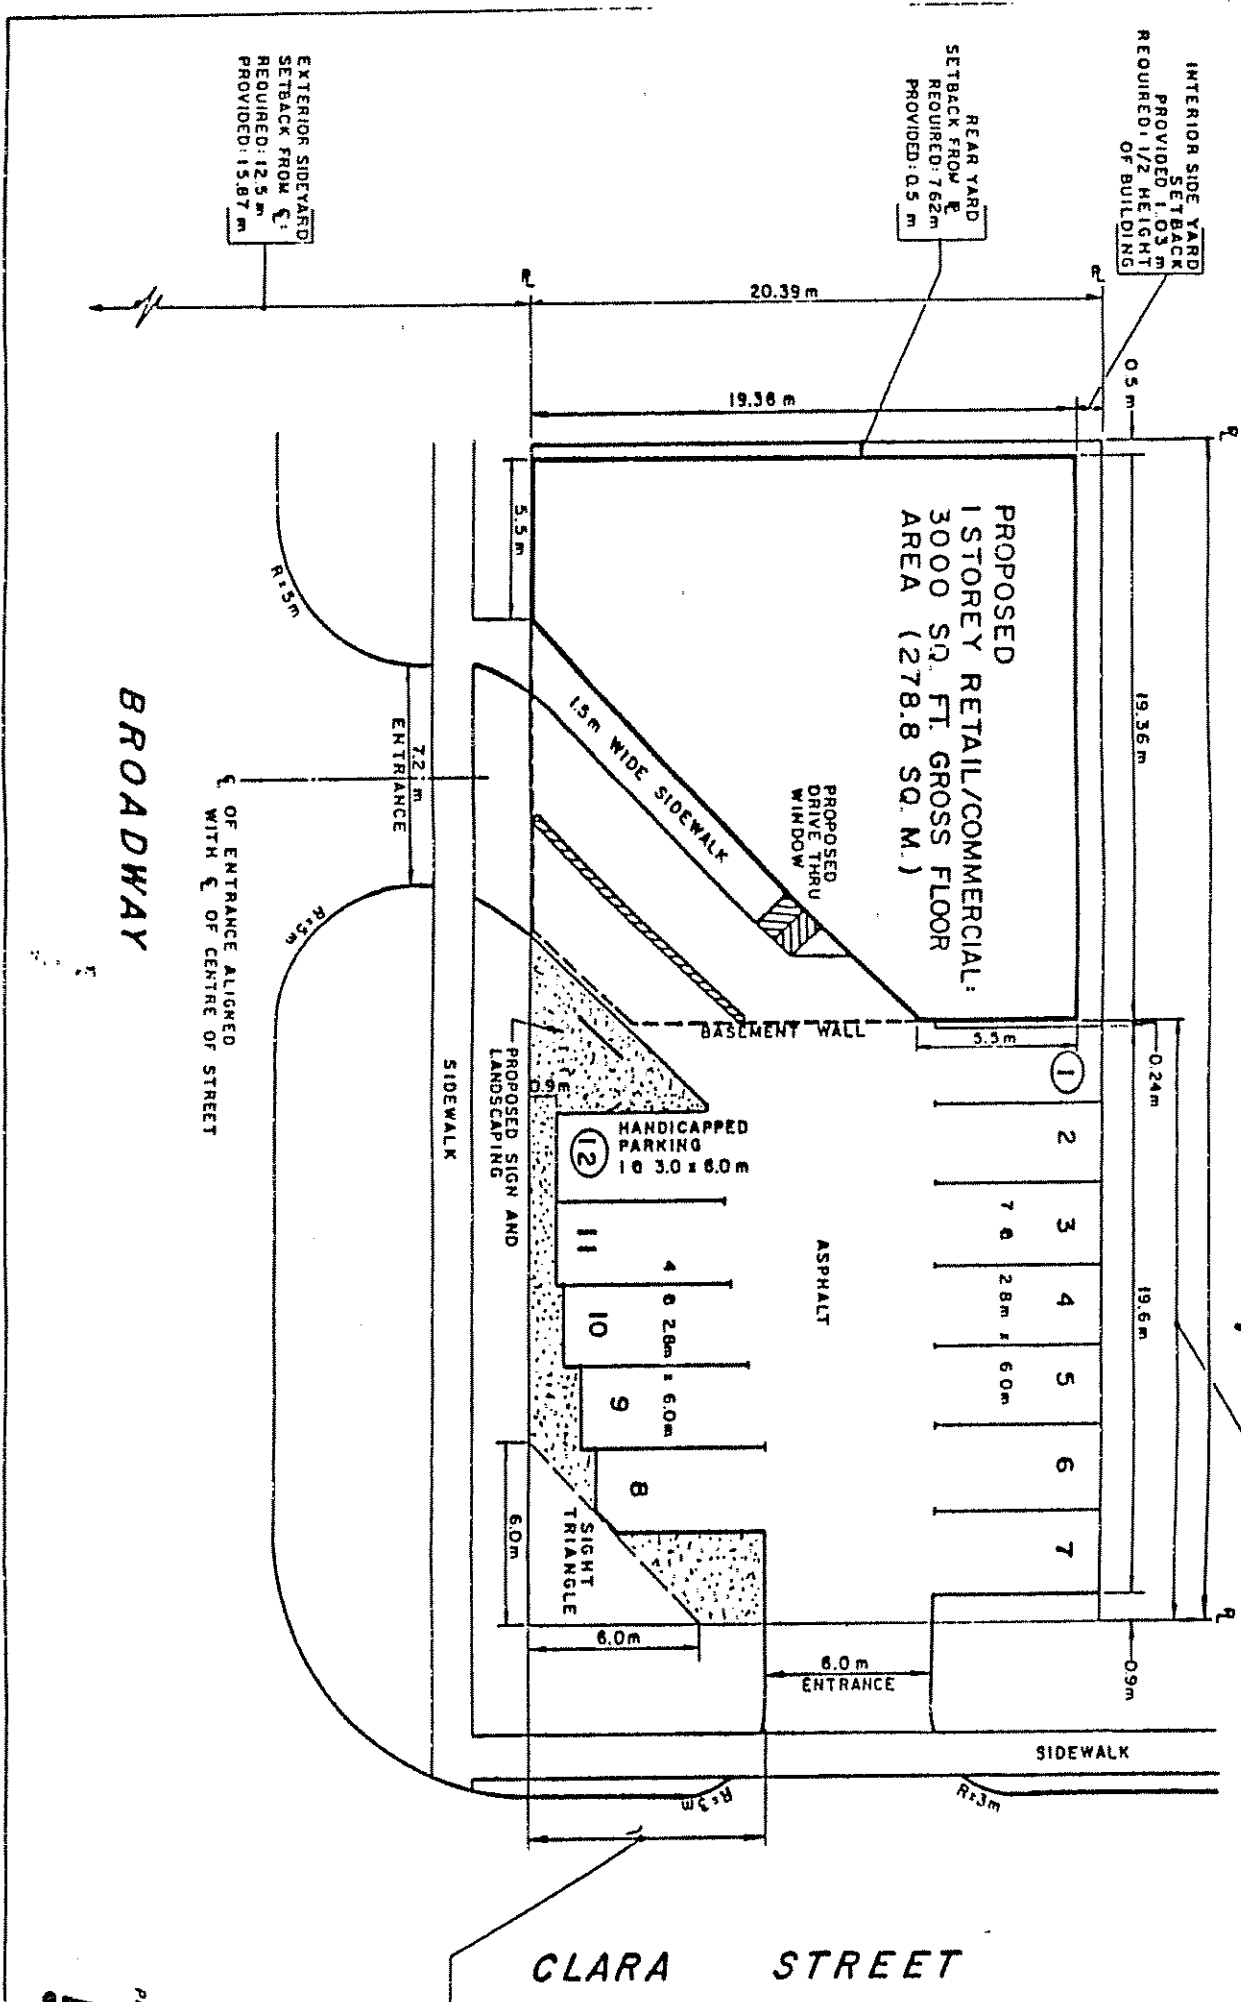 INTERIOR SIDE YARD
SETBACK
PROVIDED 1.03 m
REQUIRED: 1/2 HEIGHT
OF BUILDING
REAR YARD
SETBACK FROM ⅊
REQUIRED: 7.62m
PROVIDED: 0.5 m
EXTERIOR SIDEYARD
SETBACK FROM ℄:
REQUIRED: 12.5 m
PROVIDED: 15.87 m
⅊
⅊
20.39 m
0.5 m
⅊
19.36 m
5.5 m
R=5m
PROPOSED
1 STOREY RETAIL/COMMERCIAL:
3000 SQ. FT. GROSS FLOOR
AREA (278.8 SQ. M.)
19.36 m
1.5 m WIDE SIDEWALK
PROPOSED
DRIVE THRU
WINDOW
7.2 m
ENTRANCE
BROADWAY
℄ OF ENTRANCE ALIGNED
WITH ℄ OF CENTRE OF STREET
R=5m
BASEMENT WALL
5.5 m
0.24m
SIDEWALK
PROPOSED SIGN AND
LANDSCAPING
0.9m
HANDICAPPED
PARKING
1 @ 3.0 x 6.0 m
12
11
10
9
8
4 @ 2.8m x 6.0m
ASPHALT
1
2
3
4
5
6
7
7 @ 2.8m x 6.0m
19.6 m
6.0m
SIGHT
TRIANGLE
6.0m
6.0 m
ENTRANCE
⅊
0.9m
SIDEWALK
R=3m
R=3m
CLARA STREET